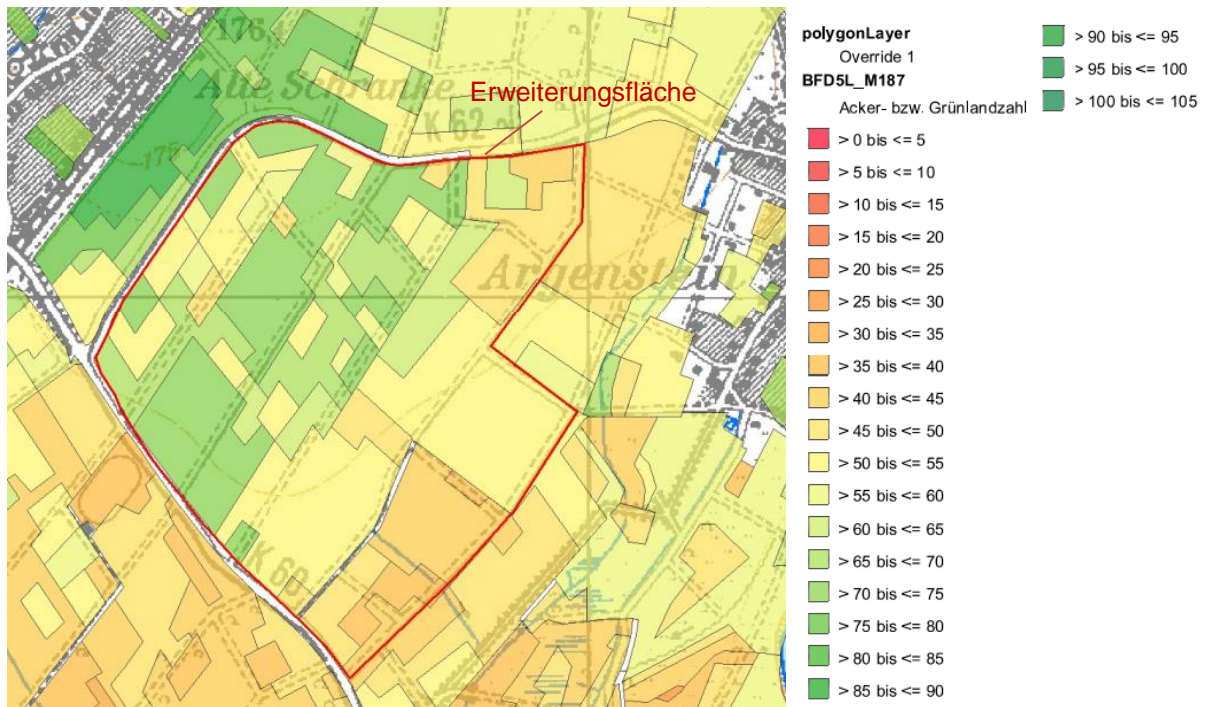 176,
Alte Schranke
Erweiterungsfläche
K 62
175
Argenstein
K 60
polygonLayer
Override 1
BFD5L_M187
Acker- bzw. Grünlandzahl
> 0 bis <= 5
> 5 bis <= 10
> 10 bis <= 15
> 15 bis <= 20
> 20 bis <= 25
> 25 bis <= 30
> 30 bis <= 35
> 35 bis <= 40
> 40 bis <= 45
> 45 bis <= 50
> 50 bis <= 55
> 55 bis <= 60
> 60 bis <= 65
> 65 bis <= 70
> 70 bis <= 75
> 75 bis <= 80
> 80 bis <= 85
> 85 bis <= 90
> 90 bis <= 95
> 95 bis <= 100
> 100 bis <= 105